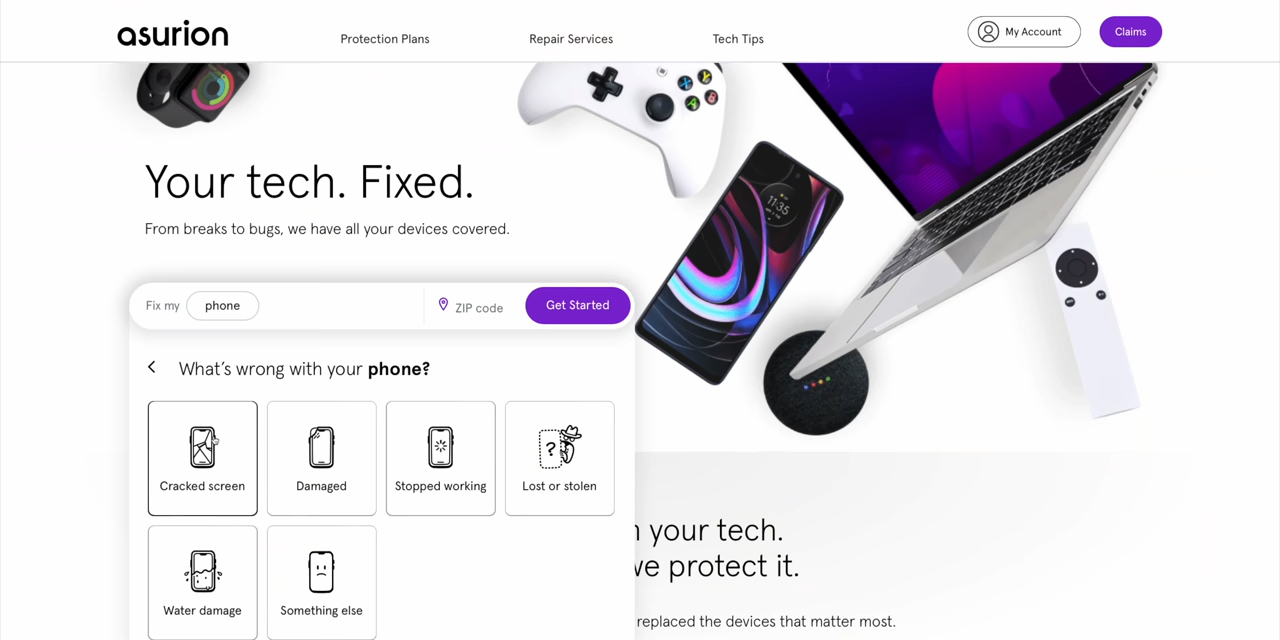 asurion
Protection Plans
Repair Services
Tech Tips
My Account
Claims
X
Y
A
B
11:35
Your tech. Fixed.
From breaks to bugs, we have all your devices covered.
Fix my
phone
ZIP code
Get Started
What’s wrong with your phone?
Cracked screen
Damaged
?
Stopped working
Lost or stolen
Water damage
Something else
your tech.
we protect it.
replaced the devices that matter most.